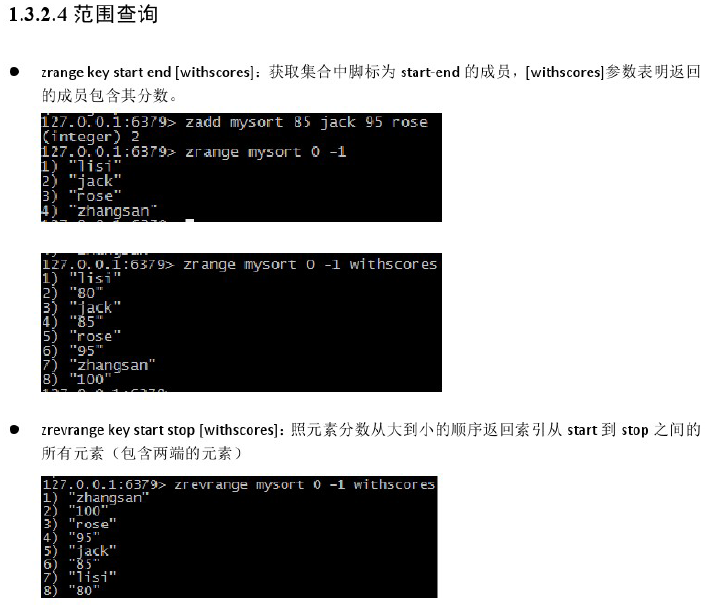 1.3.2.4 范围查询
● zrange key start end [withscores]：获取集合中脚标为 start-end 的成员，[withscores]参数表明返回
的成员包含其分数。
127.0.0.1:6379> zadd mysort 85 jack 95 rose
(integer) 2
127.0.0.1:6379> zrange mysort 0 -1
1) "lisi"
2) "jack"
3) "rose"
4) "zhangsan"
127.0.0.1:6379> zrange mysort 0 -1 withscores
1) "lisi"
2) "80"
3) "jack"
4) "85"
5) "rose"
6) "95"
7) "zhangsan"
8) "100"
● zrevrange key start stop [withscores]：照元素分数从大到小的顺序返回索引从 start 到 stop 之间的
所有元素（包含两端的元素）
127.0.0.1:6379> zrevrange mysort 0 -1 withscores
1) "zhangsan"
2) "100"
3) "rose"
4) "95"
5) "jack"
6) "85"
7) "lisi"
8) "80"